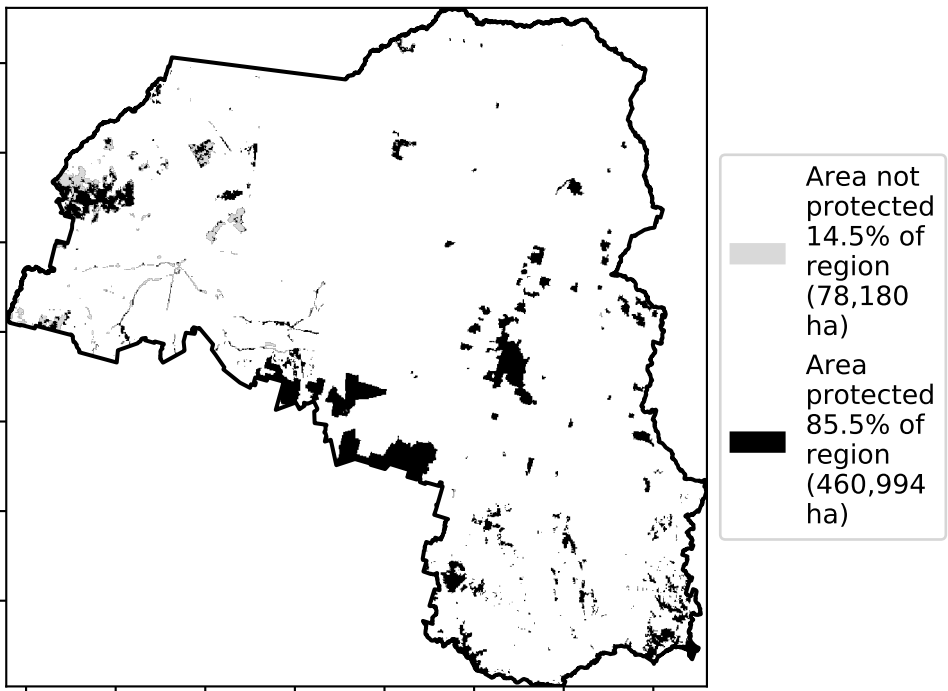 Area not
protected
14.5% of
region
(78,180
ha)
Area
protected
85.5% of
region
(460,994
ha)